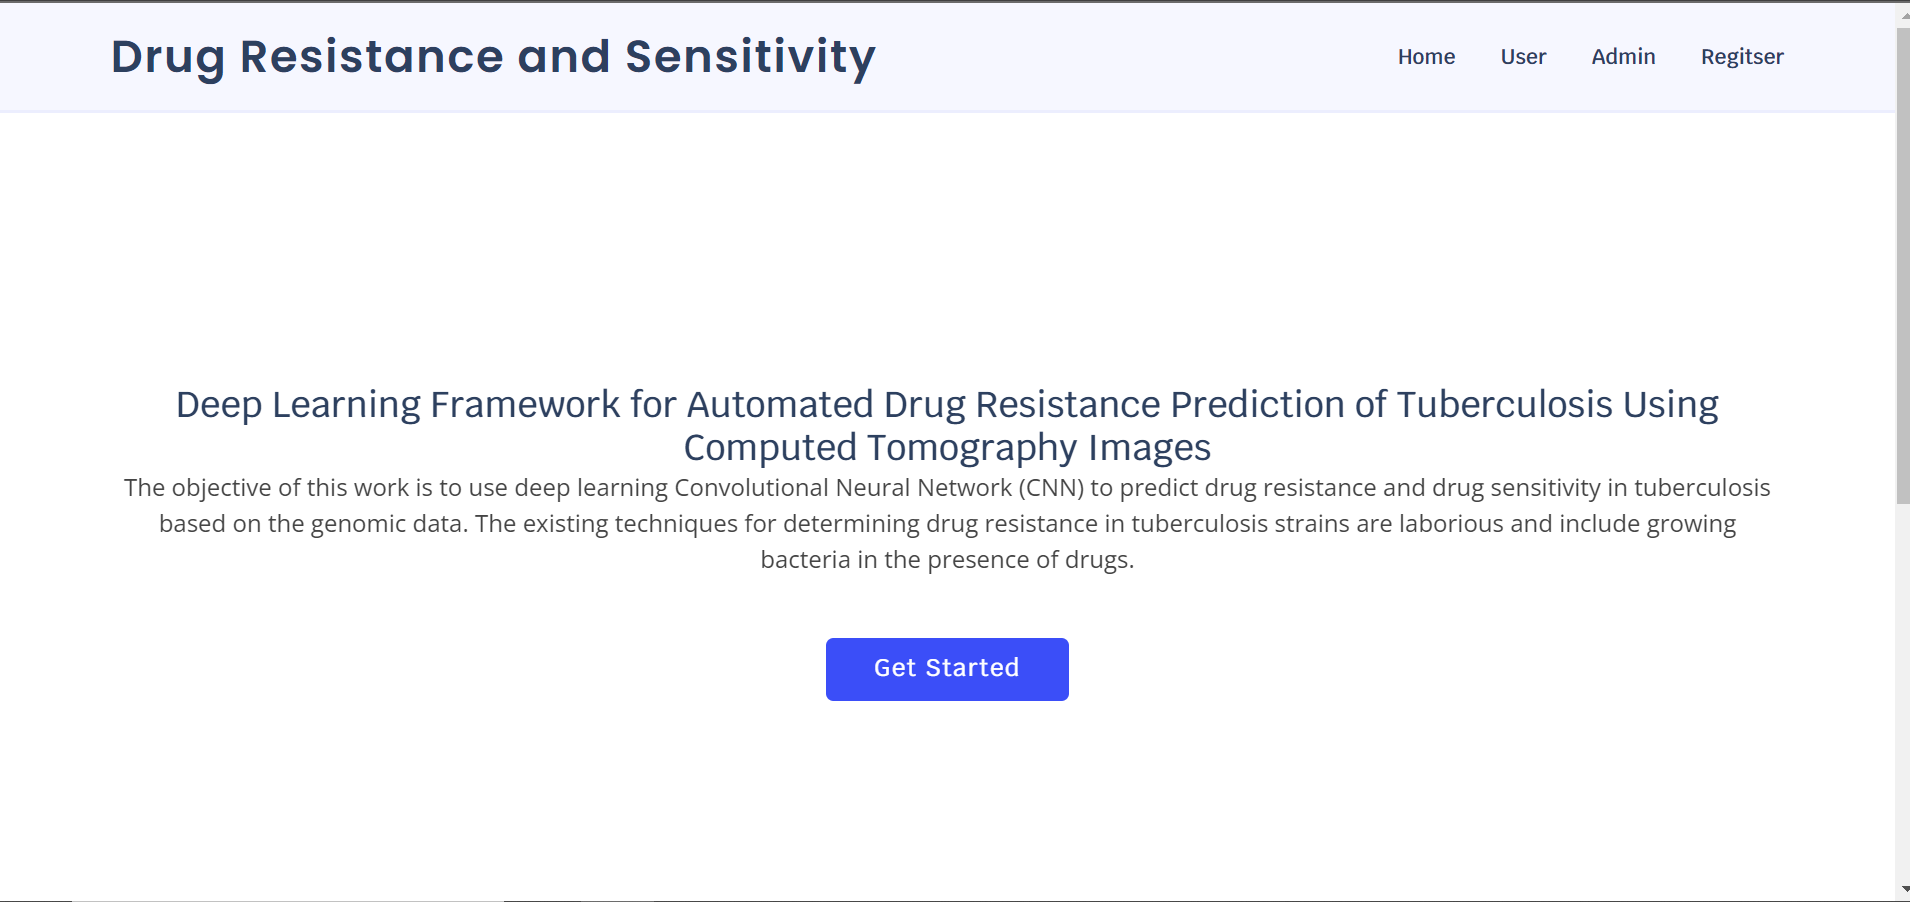 Drug Resistance and Sensitivity
Home User Admin Regitser
Deep Learning Framework for Automated Drug Resistance Prediction of Tuberculosis Using
Computed Tomography Images
The objective of this work is to use deep learning Convolutional Neural Network (CNN) to predict drug resistance and drug sensitivity in tuberculosis
based on the genomic data. The existing techniques for determining drug resistance in tuberculosis strains are laborious and include growing
bacteria in the presence of drugs.
Get Started